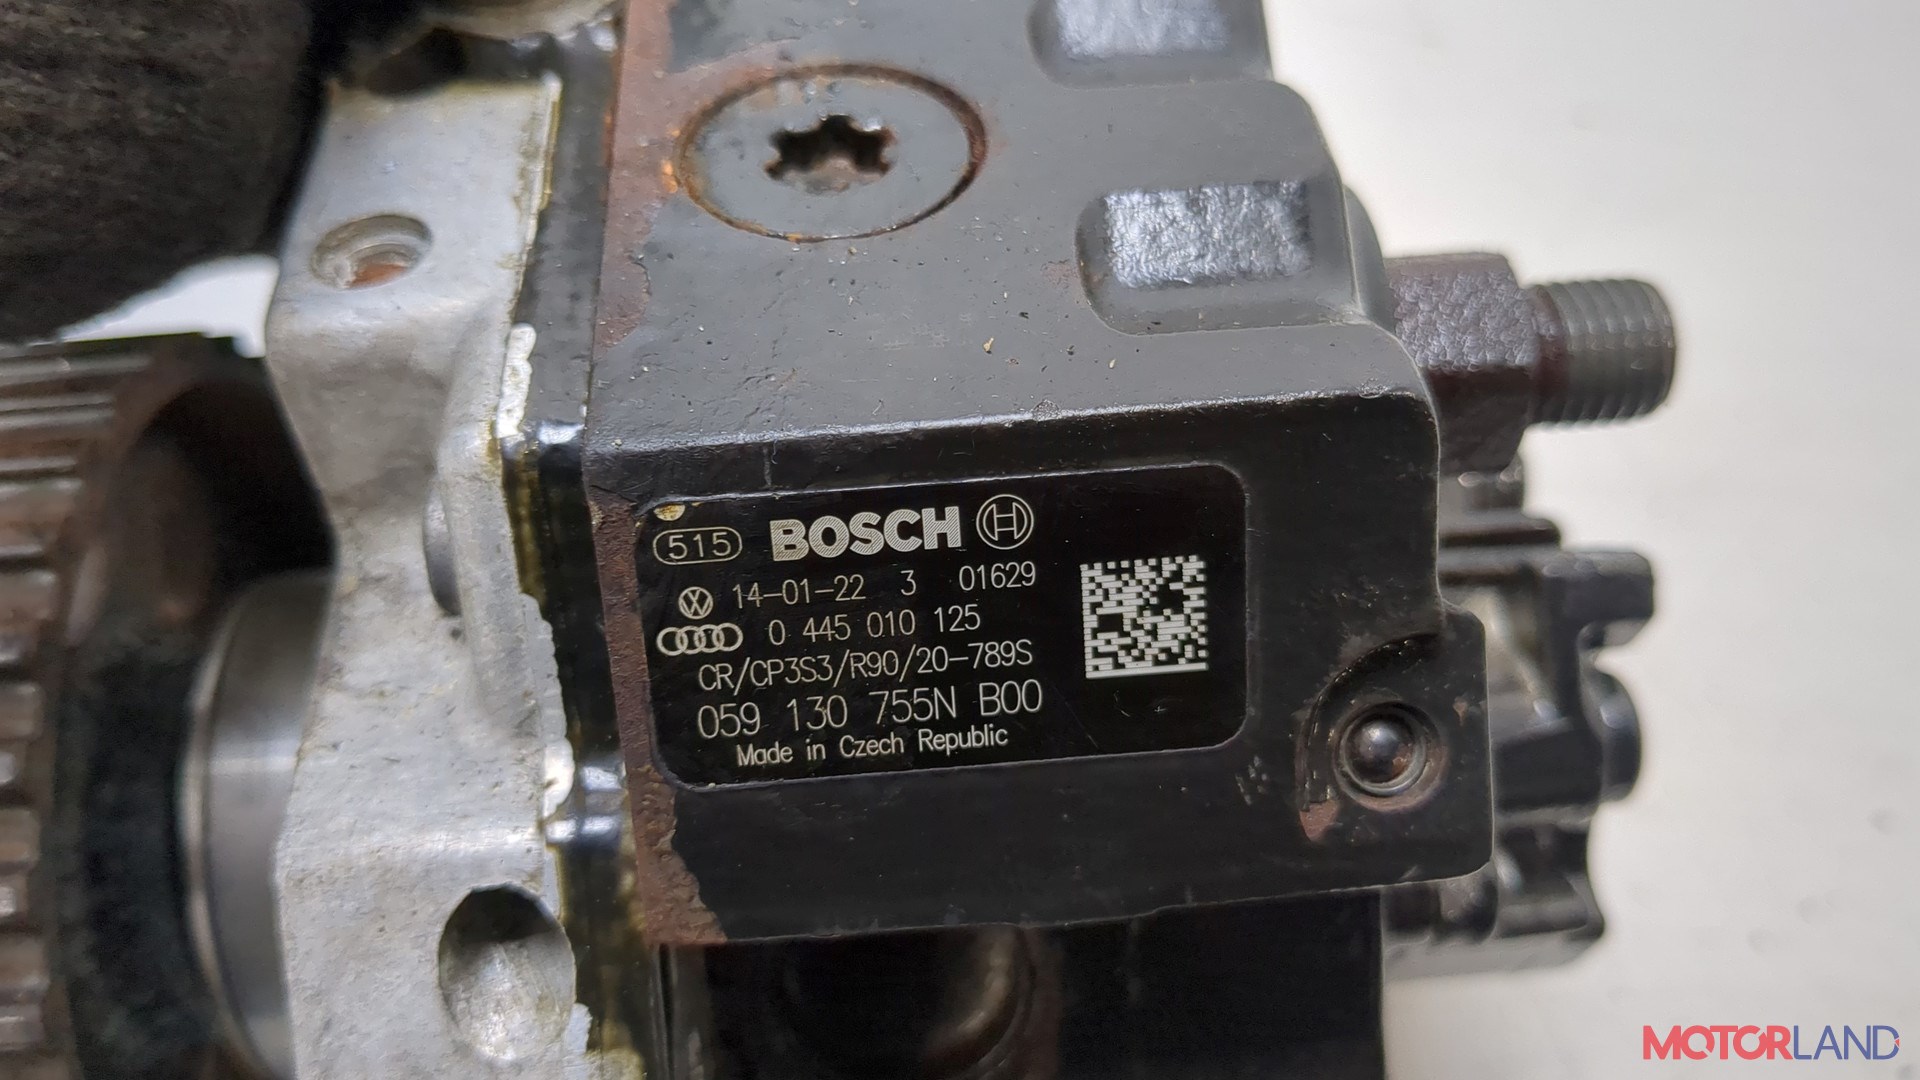 515 BOSCH
14-01-22 3 01629
0 445 010 125
CR/CP3S3/R90/20-789S
059 130 755N B00
Made in Czech Republic
MOTORLAND